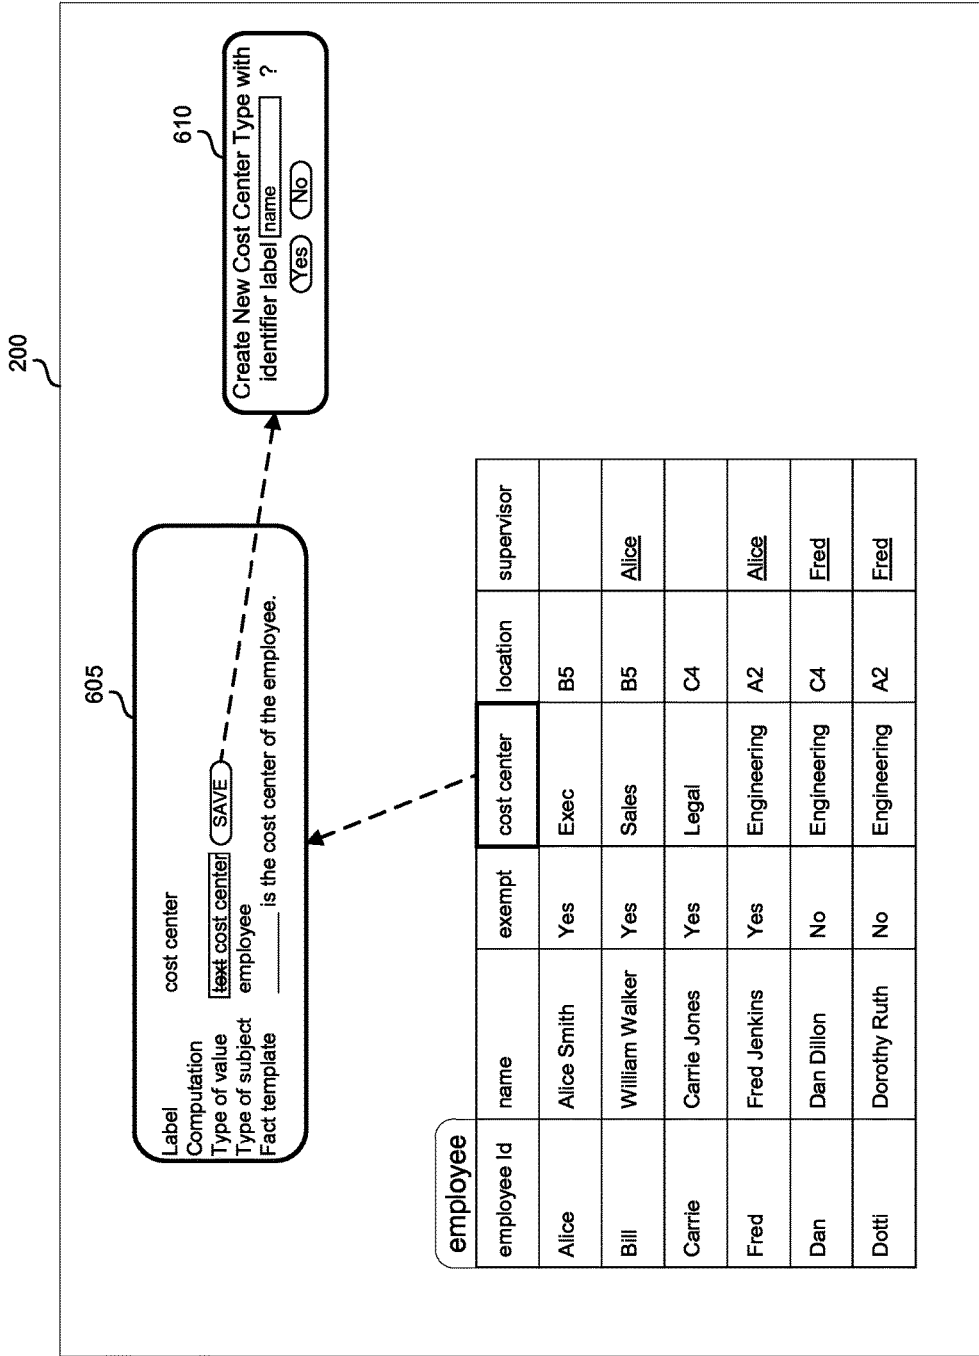 200
605
610
Label cost center
Computation
Type of value text cost center SAVE
Type of subject employee
Fact template ______ is the cost center of the employee.
Create New Cost Center Type with
identifier label name ?
Yes No
employee
employee Id name exempt cost center location supervisor
Alice Alice Smith Yes Exec B5
Bill William Walker Yes Sales B5 Alice
Carrie Carrie Jones Yes Legal C4
Fred Fred Jenkins Yes Engineering A2 Alice
Dan Dan Dillon No Engineering C4 Fred
Dotti Dorothy Ruth No Engineering A2 Fred